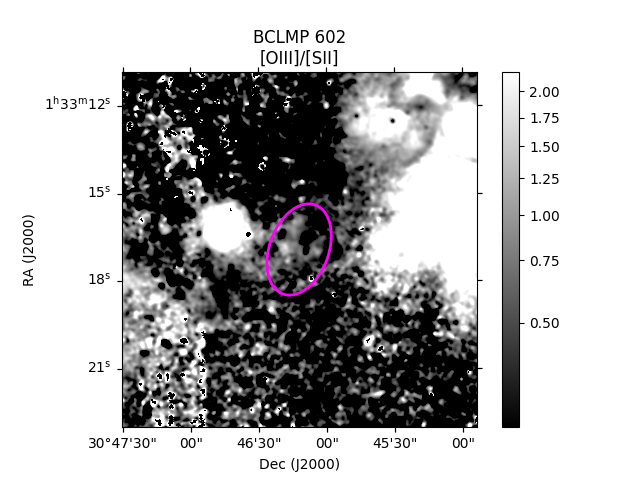 BCLMP 602
[OIII]/[SII]
1ʰ33ᵐ12ˢ
15ˢ
18ˢ
21ˢ
RA (J2000)
30°47'30" 00" 46'30" 00" 45'30" 00"
Dec (J2000)
2.00
1.75
1.50
1.25
1.00
0.75
0.50